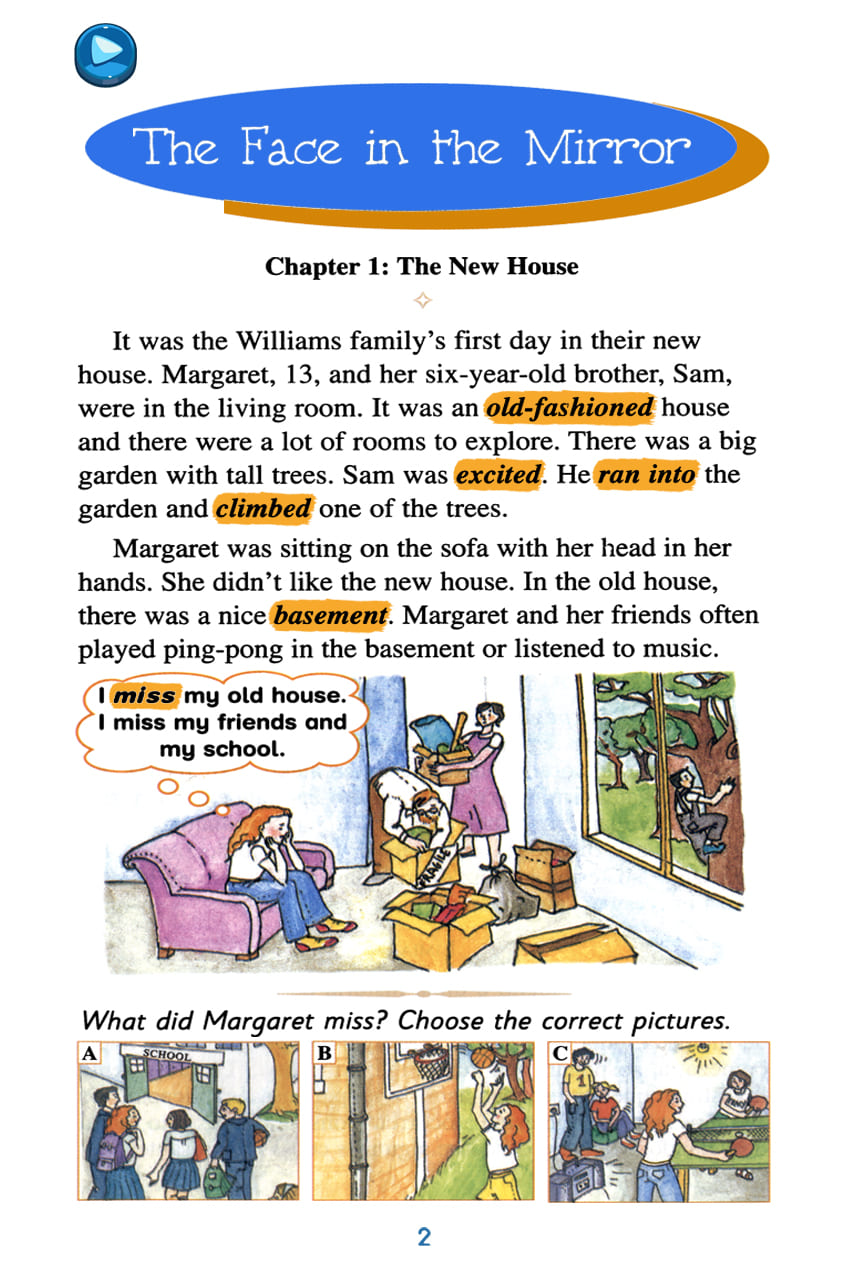 The Face in the Mirror
Chapter 1: The New House
It was the Williams family's first day in their new
house. Margaret, 13, and her six-year-old brother, Sam,
were in the living room. It was an old-fashioned house
and there were a lot of rooms to explore. There was a big
garden with tall trees. Sam was excited. He ran into the
garden and climbed one of the trees.
Margaret was sitting on the sofa with her head in her
hands. She didn't like the new house. In the old house,
there was a nice basement. Margaret and her friends often
played ping-pong in the basement or listened to music.
I miss my old house.
I miss my friends and
my school.
FRAGILE
What did Margaret miss? Choose the correct pictures.
A
SCHOOL
B
C
1
2